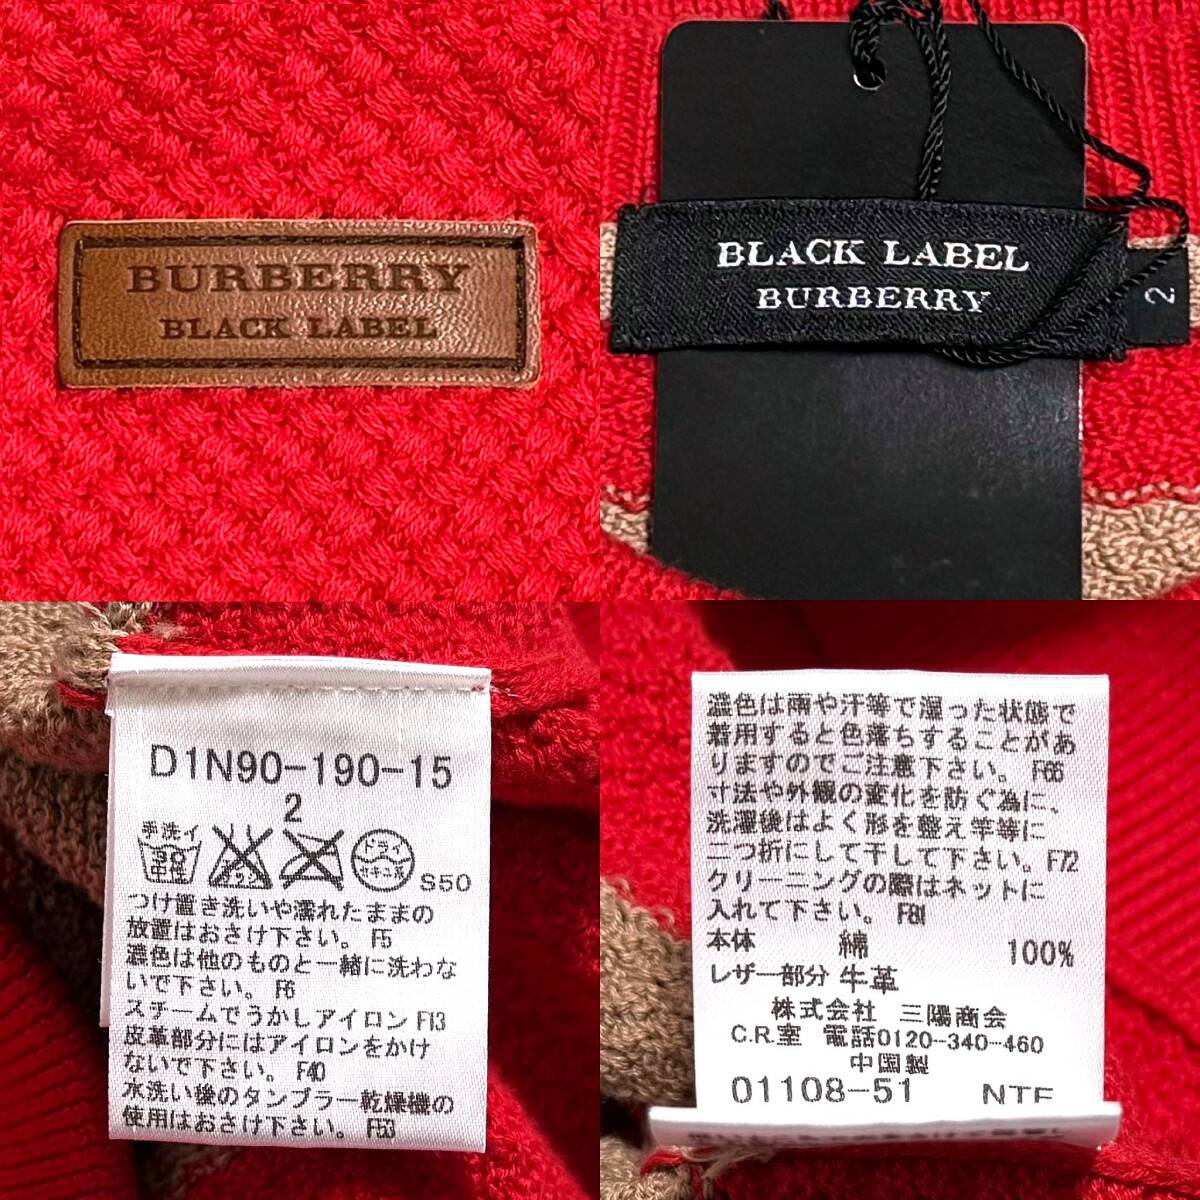 BURBERRY
BLACK LABEL
BLACK LABEL
BURBERRY
2
D1N90-190-15
2
手洗イ
30
中性
エンソサラシ
ドライ
セキユ系
S50
つけ置き洗いや濡れたままの
放置はおさけ下さい。 F5
濃色は他のものと一緒に洗わな
いで下さい。 F6
スチームでうかしアイロン F13
皮革部分にはアイロンをかけ
ないで下さい。 F40
水洗い後のタンブラー乾燥機の
使用はおさけ下さい。 F53
濃色は雨や汗等で湿った状態で
着用すると色落ちすることがあ
りますのでご注意下さい。 F66
寸法や外観の変化を防ぐ為に、
洗濯後はよく形を整え竿等に
二つ折にして干して下さい。 F72
クリーニングの際はネットに
入れて下さい。 F81
本体 綿 100%
レザー部分 牛革
株式会社 三陽商会
C.R.室 電話0120-340-460
中国製
01108-51 NTF